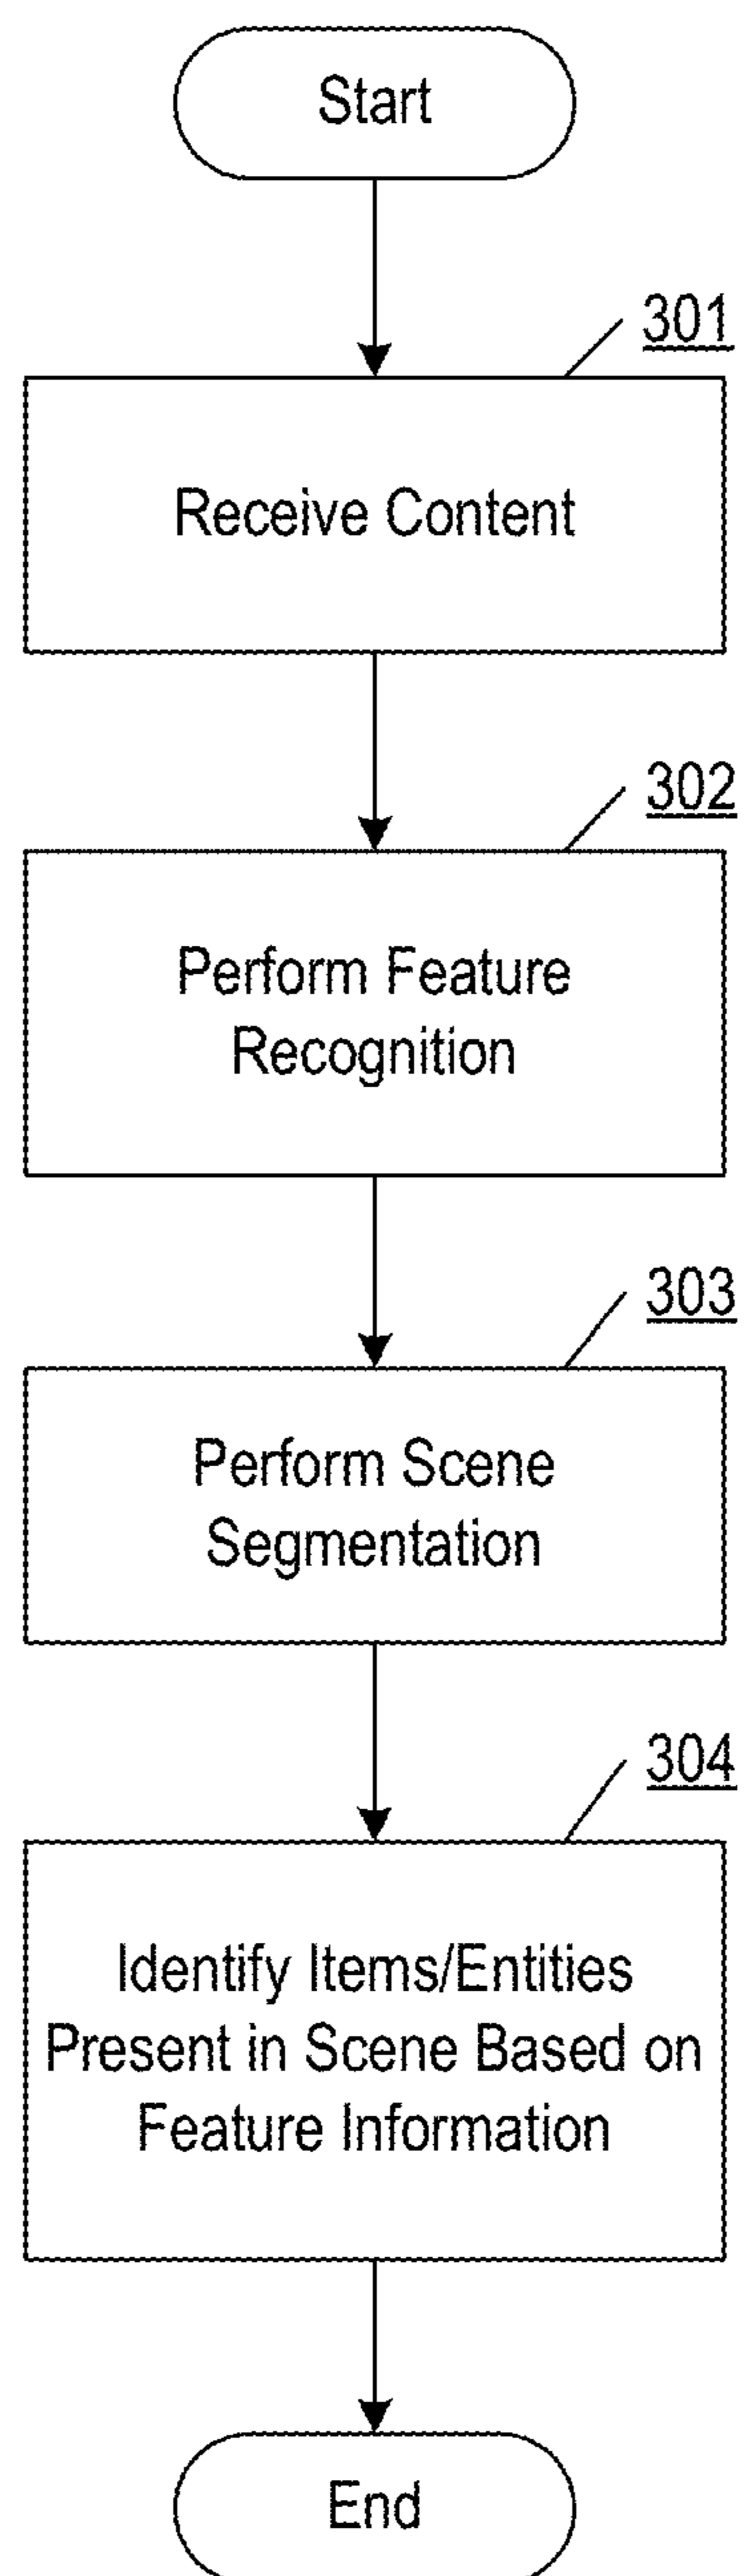 Start
301
Receive Content
302
Perform Feature
Recognition
303
Perform Scene
Segmentation
304
Identify Items/Entities
Present in Scene Based on
Feature Information
End